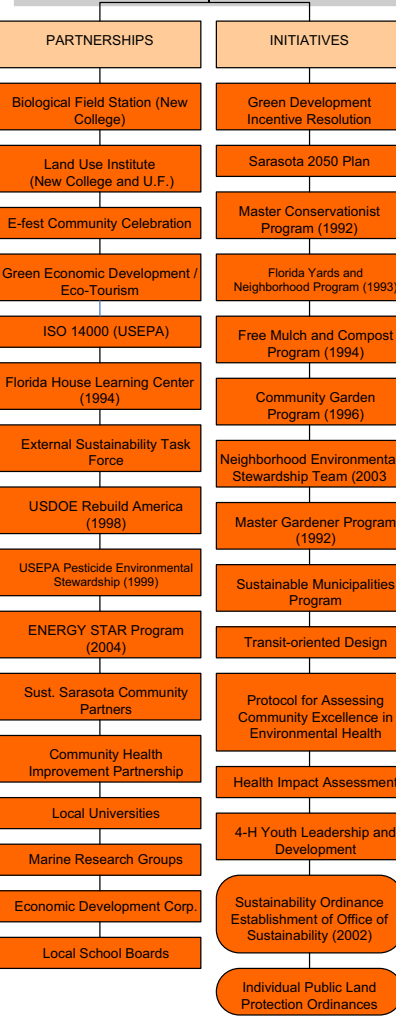 PARTNERSHIPS
Biological Field Station (New
College)
Land Use Institute
(New College and U.F.)
E-fest Community Celebration
Green Economic Development /
Eco-Tourism
ISO 14000 (USEPA)
Florida House Learning Center
(1994)
External Sustainability Task
Force
USDOE Rebuild America
(1998)
USEPA Pesticide Environmental
Stewardship (1999)
ENERGY STAR Program
(2004)
Sust. Sarasota Community
Partners
Community Health
Improvement Partnership
Local Universities
Marine Research Groups
Economic Development Corp.
Local School Boards
INITIATIVES
Green Development
Incentive Resolution
Sarasota 2050 Plan
Master Conservationist
Program (1992)
Florida Yards and
Neighborhood Program (1993)
Free Mulch and Compost
Program (1994)
Community Garden
Program (1996)
Neighborhood Environmental
Stewardship Team (2003
Master Gardener Program
(1992)
Sustainable Municipalities
Program
Transit-oriented Design
Protocol for Assessing
Community Excellence in
Environmental Health
Health Impact Assessment
4-H Youth Leadership and
Development
Sustainability Ordinance
Establishment of Office of
Sustainability (2002)
Individual Public Land
Protection Ordinances